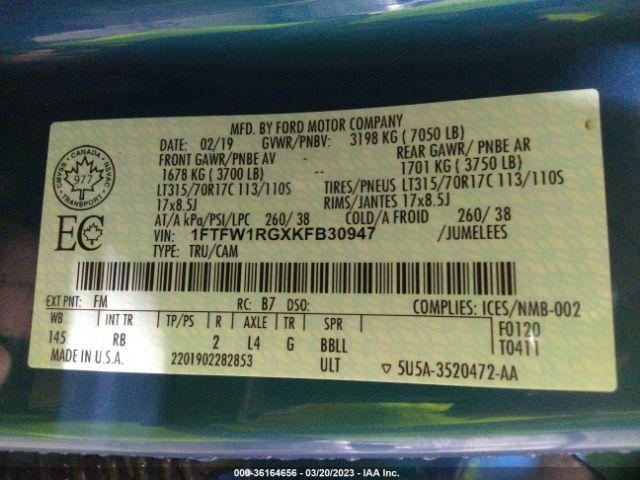 MFD. BY FORD MOTOR COMPANY
DATE: 02/19 GVWR/PNBV: 3198 KG ( 7050 LB)
FRONT GAWR/PNBE AV REAR GAWR/ PNBE AR
1678 KG ( 3700 LB) -- 1701 KG ( 3750 LB)
LT315/70R17C 113/110S TIRES/PNEUS LT315/70R17C 113/110S
17x8.5J RIMS/JANTES 17x8.5J
AT/A kPa/PSI/LPC 260/ 38 COLD/A FROID 260/ 38
VIN: 1FTFW1RGXKFB30947 /JUMELEES
TYPE: TRU/CAM
CANADA
CMVSS NSVAC
977
TRANSPORT
EC
EXT PNT: FM RC: B7 DSO: COMPLIES: ICES/NMB-002
WB INT TR TP/PS R AXLE TR SPR F0120
145 RB 2 L4 G BBLL T0411
MADE IN U.S.A. 2201902282853 ULT ▽ 5U5A-3520472-AA
000-36164656 - 03/20/2023 - IAA Inc.